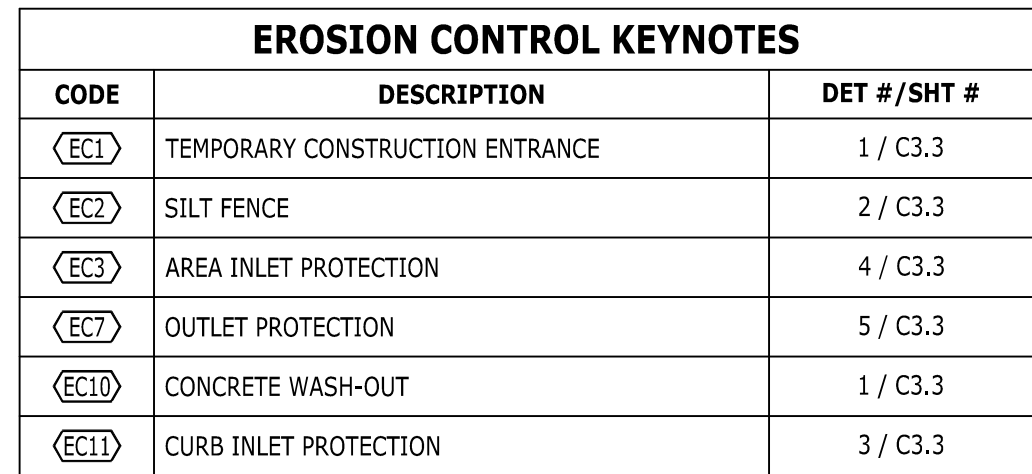 EROSION CONTROL KEYNOTES
CODE DESCRIPTION DET #/SHT #
EC1 TEMPORARY CONSTRUCTION ENTRANCE 1 / C3.3
EC2 SILT FENCE 2 / C3.3
EC3 AREA INLET PROTECTION 4 / C3.3
EC7 OUTLET PROTECTION 5 / C3.3
EC10 CONCRETE WASH-OUT 1 / C3.3
EC11 CURB INLET PROTECTION 3 / C3.3